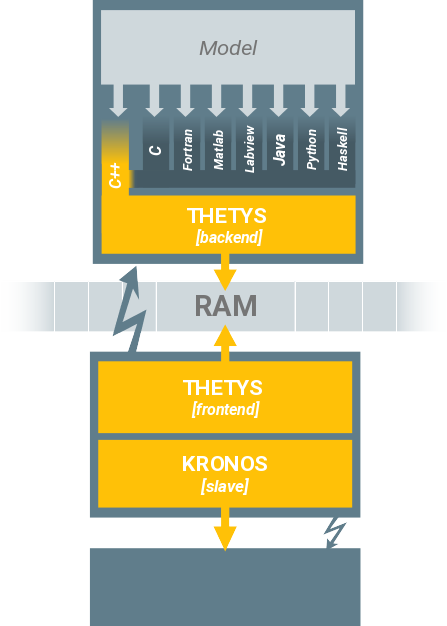 Model
C++
C
Fortran
Matlab
Labview
Java
Python
Haskell
THETYS
[backend]
RAM
THETYS
[frontend]
KRONOS
[slave]